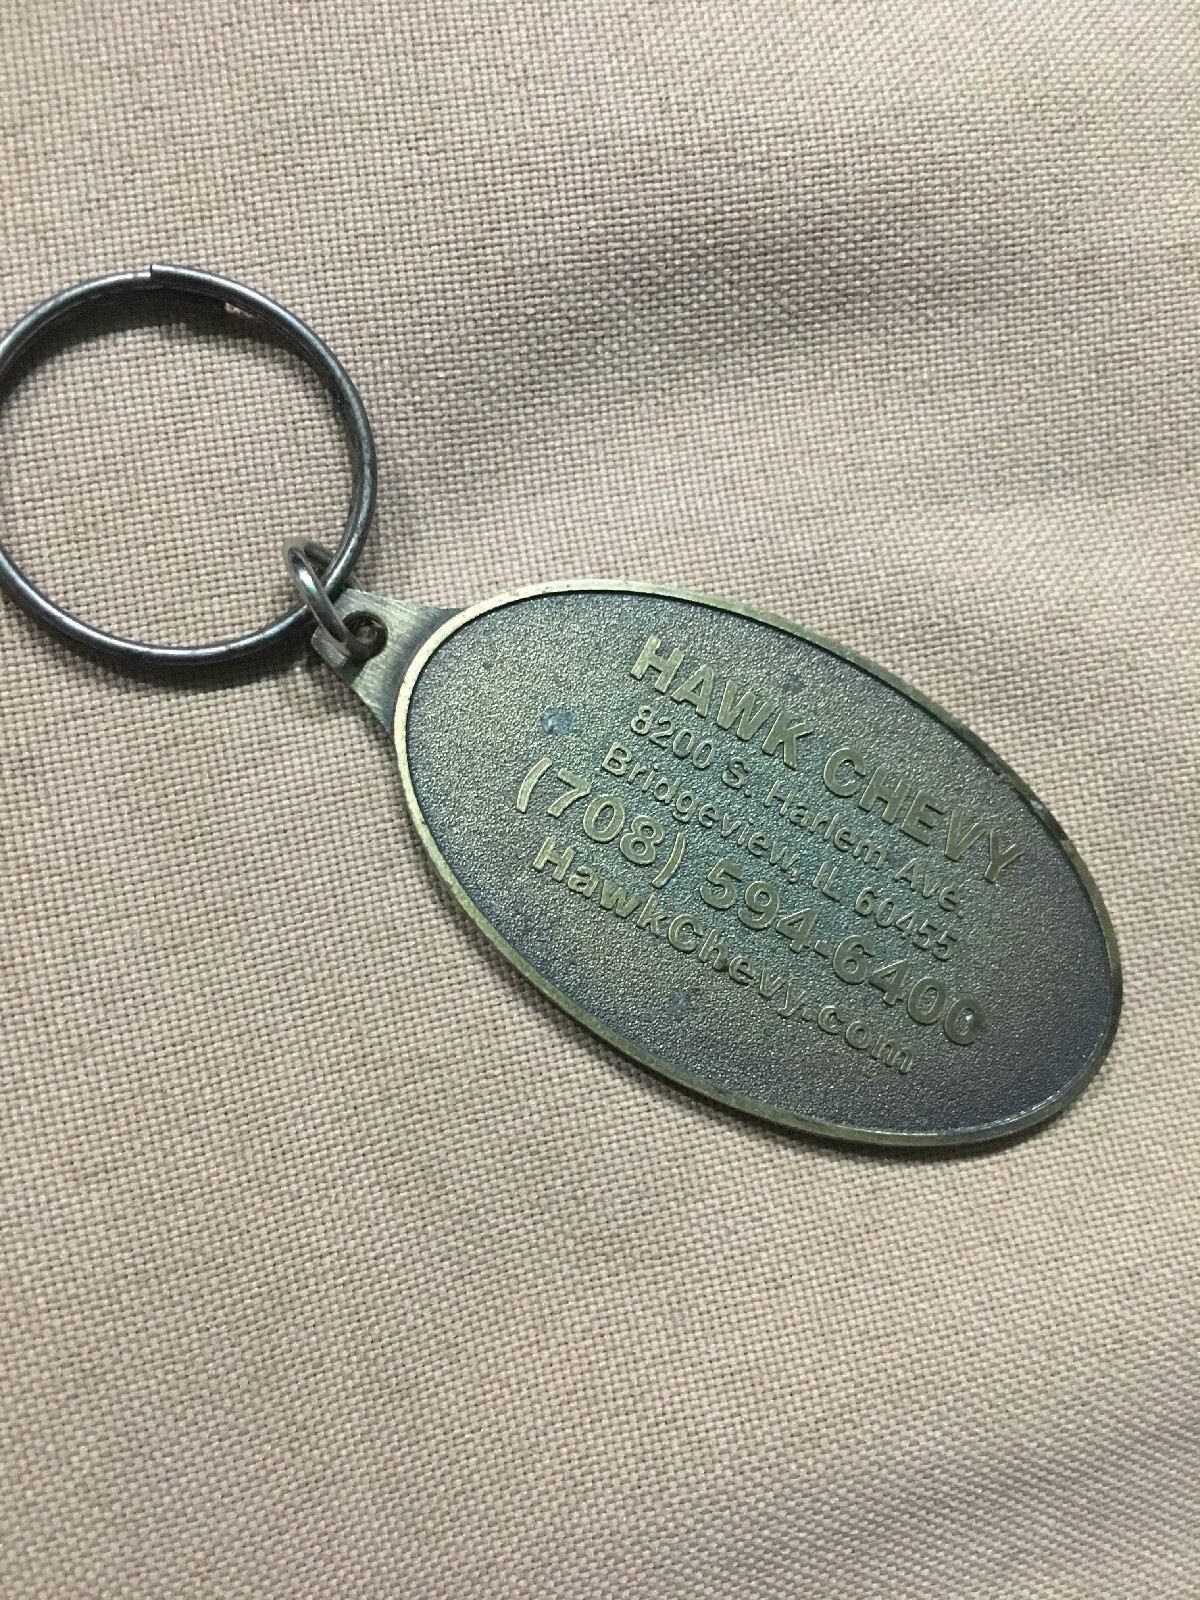 HAWK CHEVY
8200 S. Harlem Ave.
Bridgeview, IL 60455
(708) 594-6400
HawkChevy.com